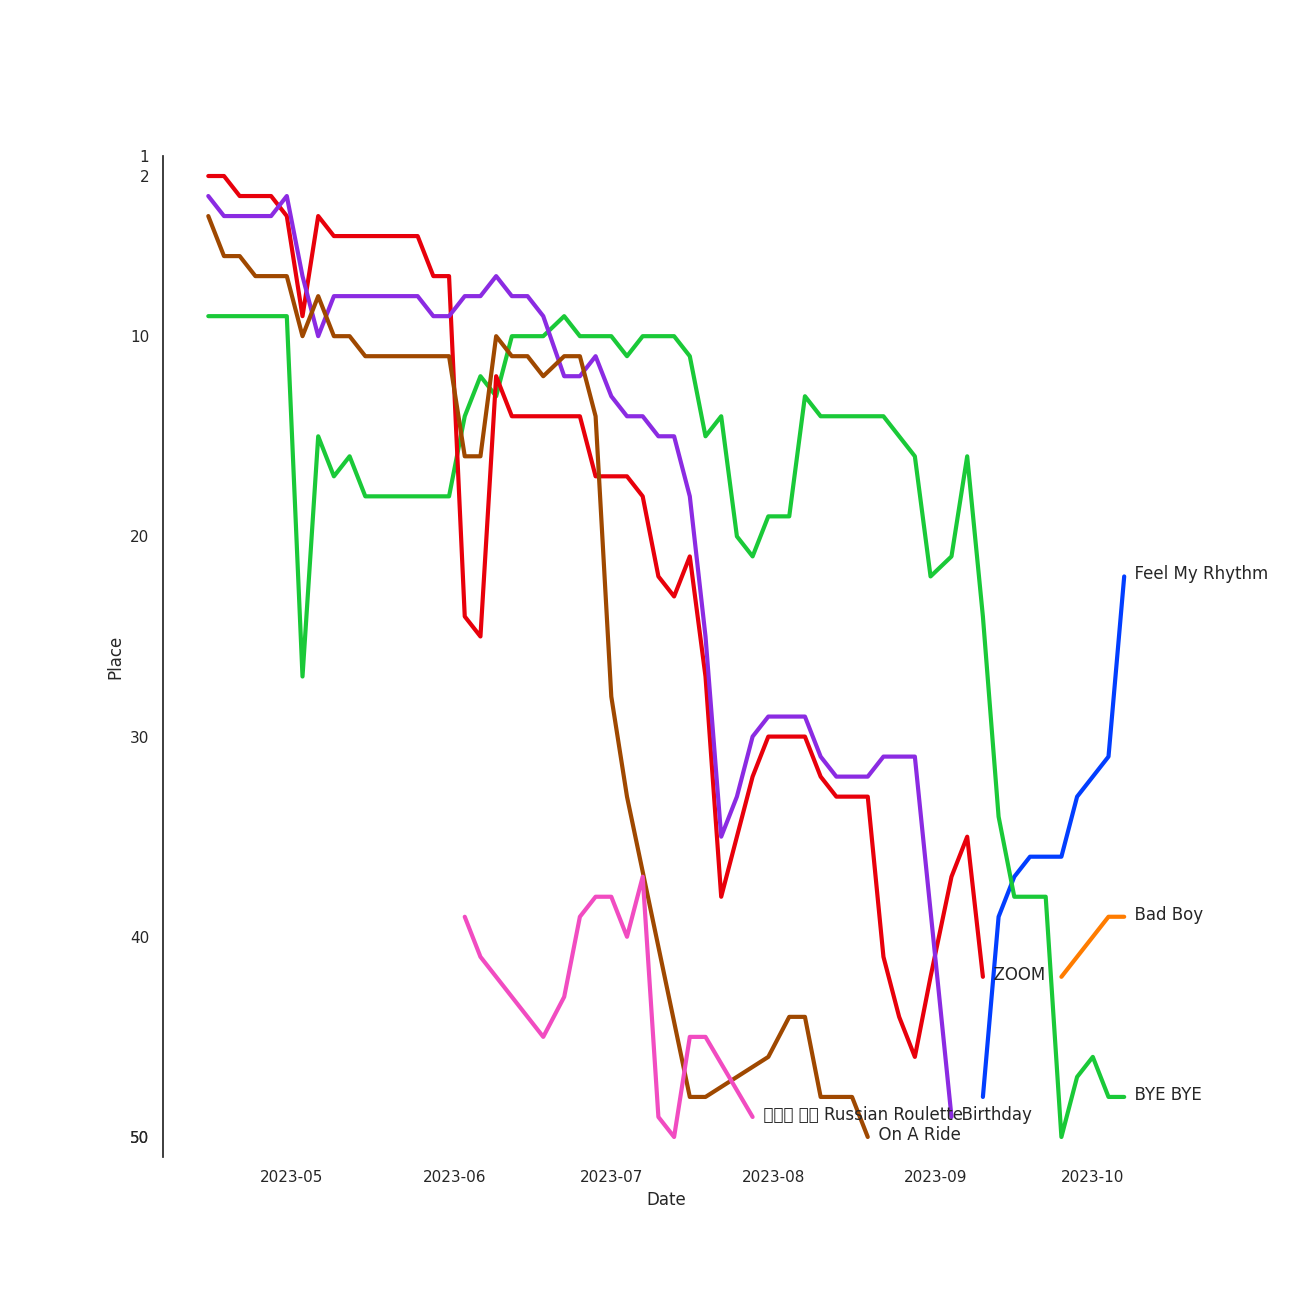 1
2
10
20
30
40
50
Place
2023-05
2023-06
2023-07
2023-08
2023-09
2023-10
Date
Feel My Rhythm
Bad Boy
ZOOM
BYE BYE
Russian Roulette
Birthday
On A Ride